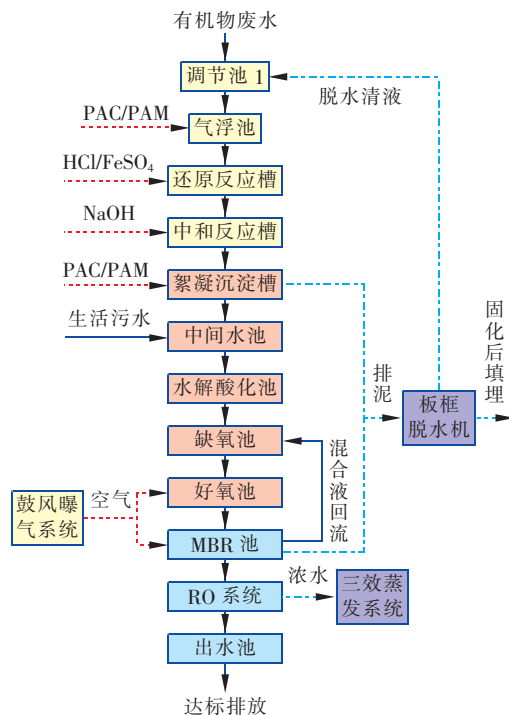 有机物废水
调节池 1
脱水清液
PAC/PAM
气浮池
HCl/FeSO₄
还原反应槽
NaOH
中和反应槽
PAC/PAM
絮凝沉淀槽
生活污水
中间水池
水解酸化池
排泥
板框
脱水机
固化后填埋
缺氧池
混合液回流
好氧池
鼓风曝
气系统
空气
MBR 池
RO 系统
浓水
三效蒸
发系统
出水池
达标排放